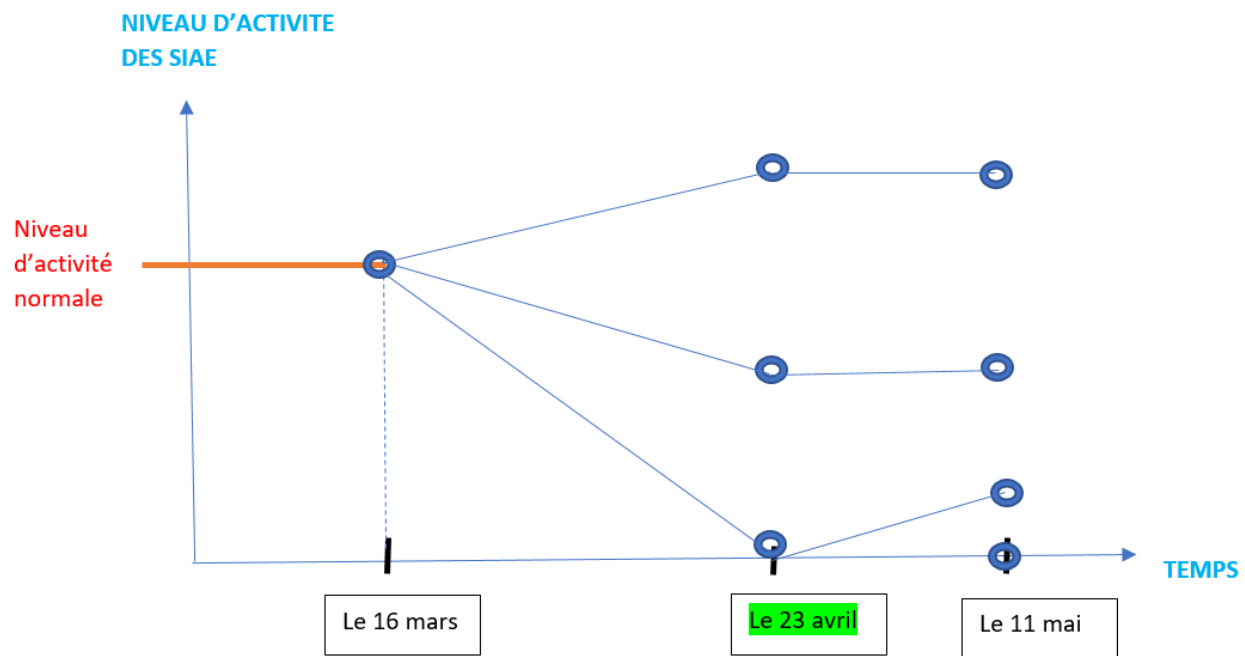 NIVEAU D’ACTIVITE
DES SIAE
Niveau
d’activité
normale
TEMPS
Le 16 mars
Le 23 avril
Le 11 mai